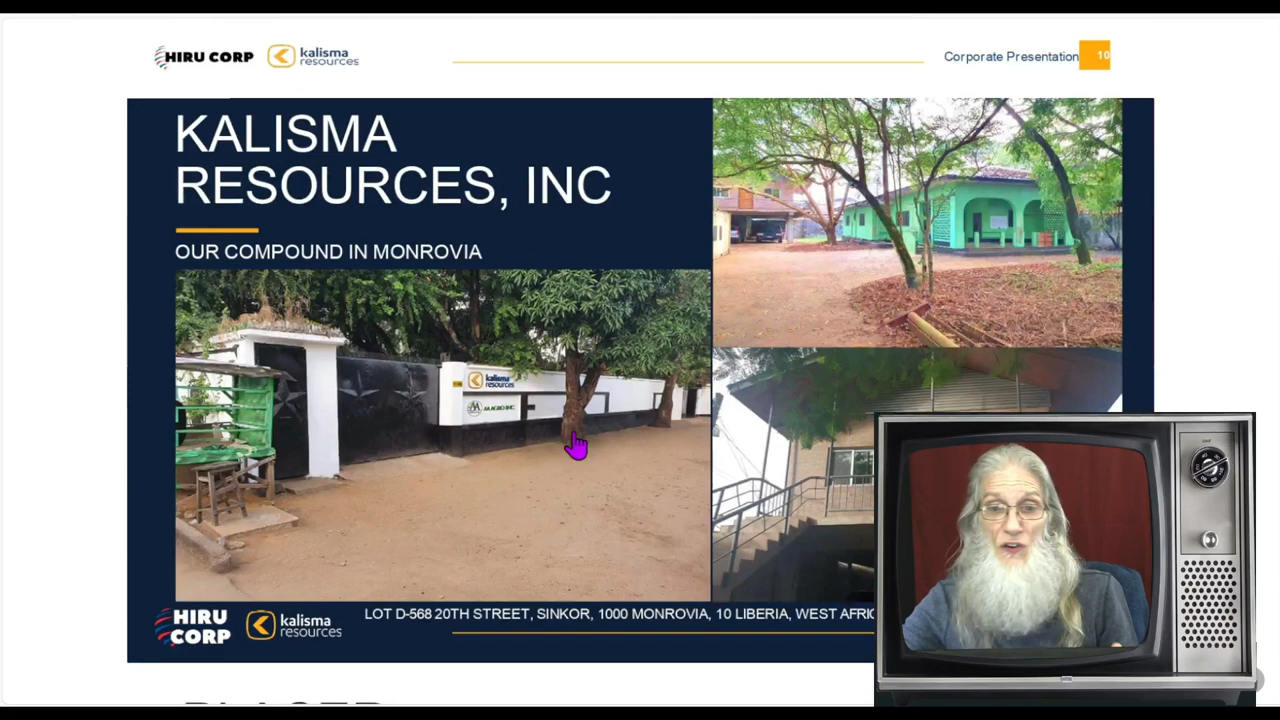 HIRU CORP
kalisma
resources
Corporate Presentation
10
KALISMA
RESOURCES, INC
OUR COMPOUND IN MONROVIA
kalisma
resources
HIRU
CORP
kalisma
resources
LOT D-568 20TH STREET, SINKOR, 1000 MONROVIA, 10 LIBERIA, WEST AFRIC